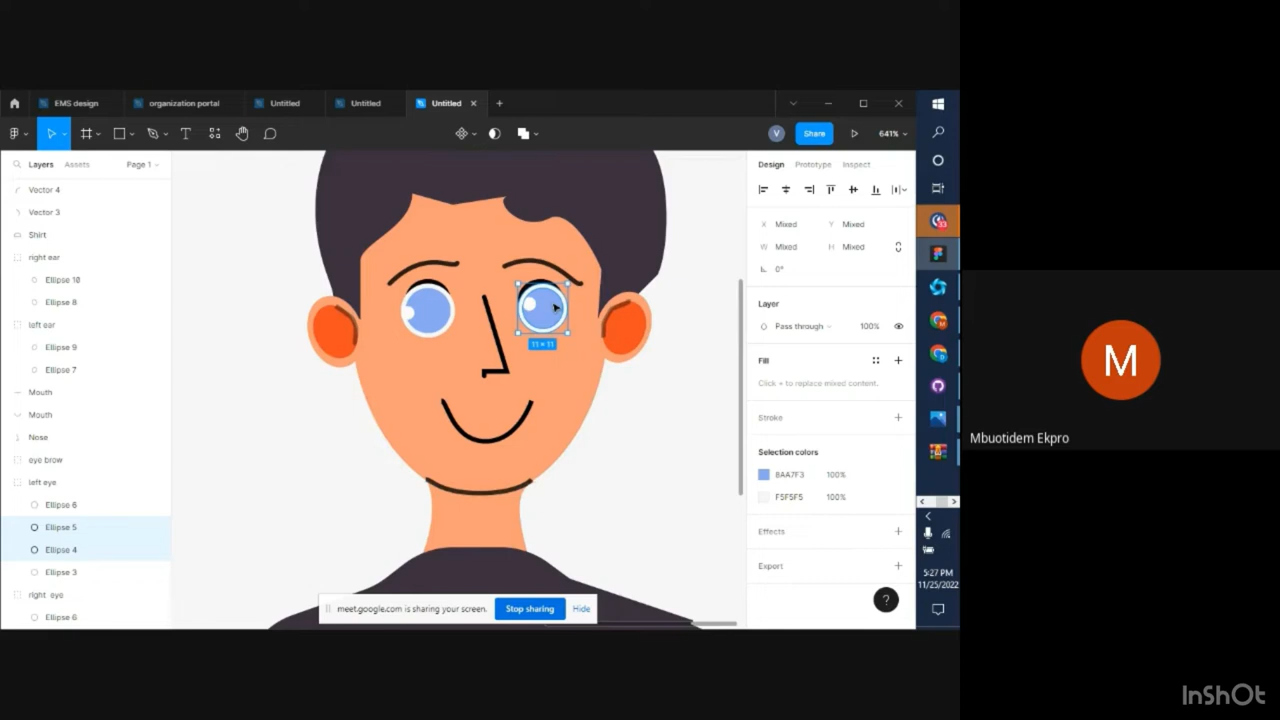 EMS design
organization portal
Untitled
Untitled
Untitled
Share
641%
Layers
Assets
Page 1
Vector 4
Vector 3
Shirt
right ear
Ellipse 10
Ellipse 8
left ear
Ellipse 9
Ellipse 7
Mouth
Mouth
Nose
eye brow
left eye
Ellipse 6
Ellipse 5
Ellipse 4
Ellipse 3
right eye
Ellipse 6
11 × 11
V
Design
Prototype
Inspect
X Mixed
Y Mixed
W Mixed
H Mixed
0°
Layer
Pass through
100%
Fill
Click + to replace mixed content.
Stroke
Selection colors
8AA7F3
100%
F5F5F5
100%
Effects
Export
?
meet.google.com is sharing your screen.
Stop sharing
Hide
5:27 PM
11/25/2022
M
Mbuotidem Ekpro
InShOt